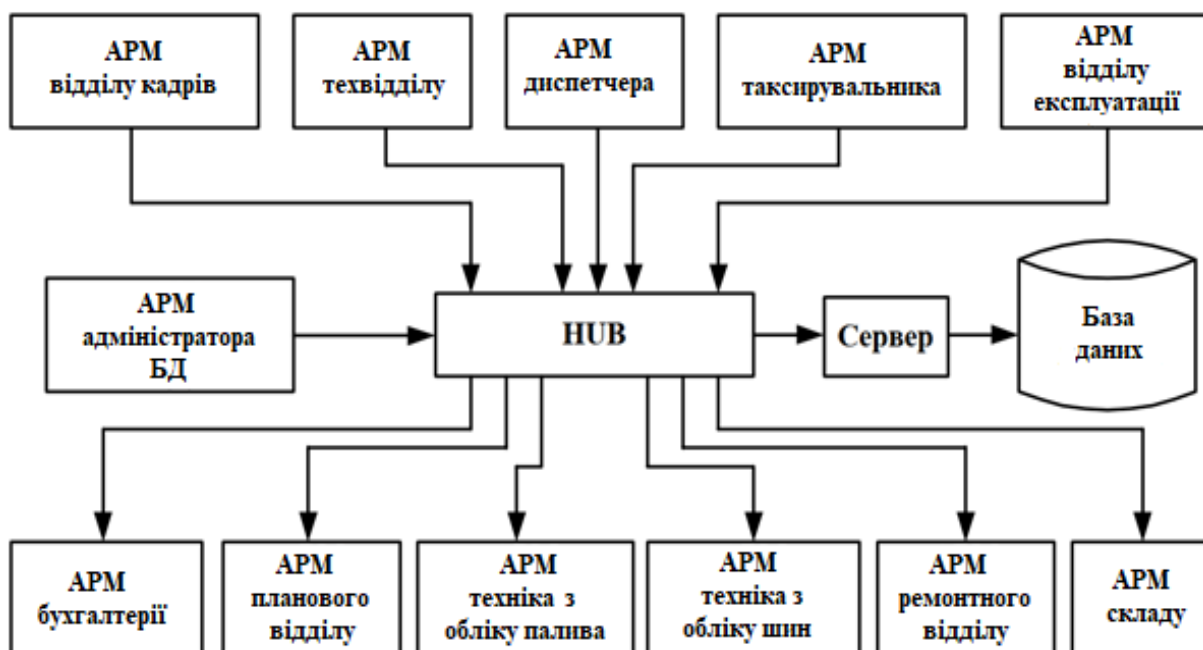 АРМ
відділу кадрів
АРМ
техвідділу
АРМ
диспетчера
АРМ
таксирувальника
АРМ
відділу
експлуатації
АРМ
адміністратора
БД
HUB
Сервер
База
даних
АРМ
бухгалтерії
АРМ
планового
відділу
АРМ
техніка з
обліку палива
АРМ
техніка з
обліку шин
АРМ
ремонтного
відділу
АРМ
складу